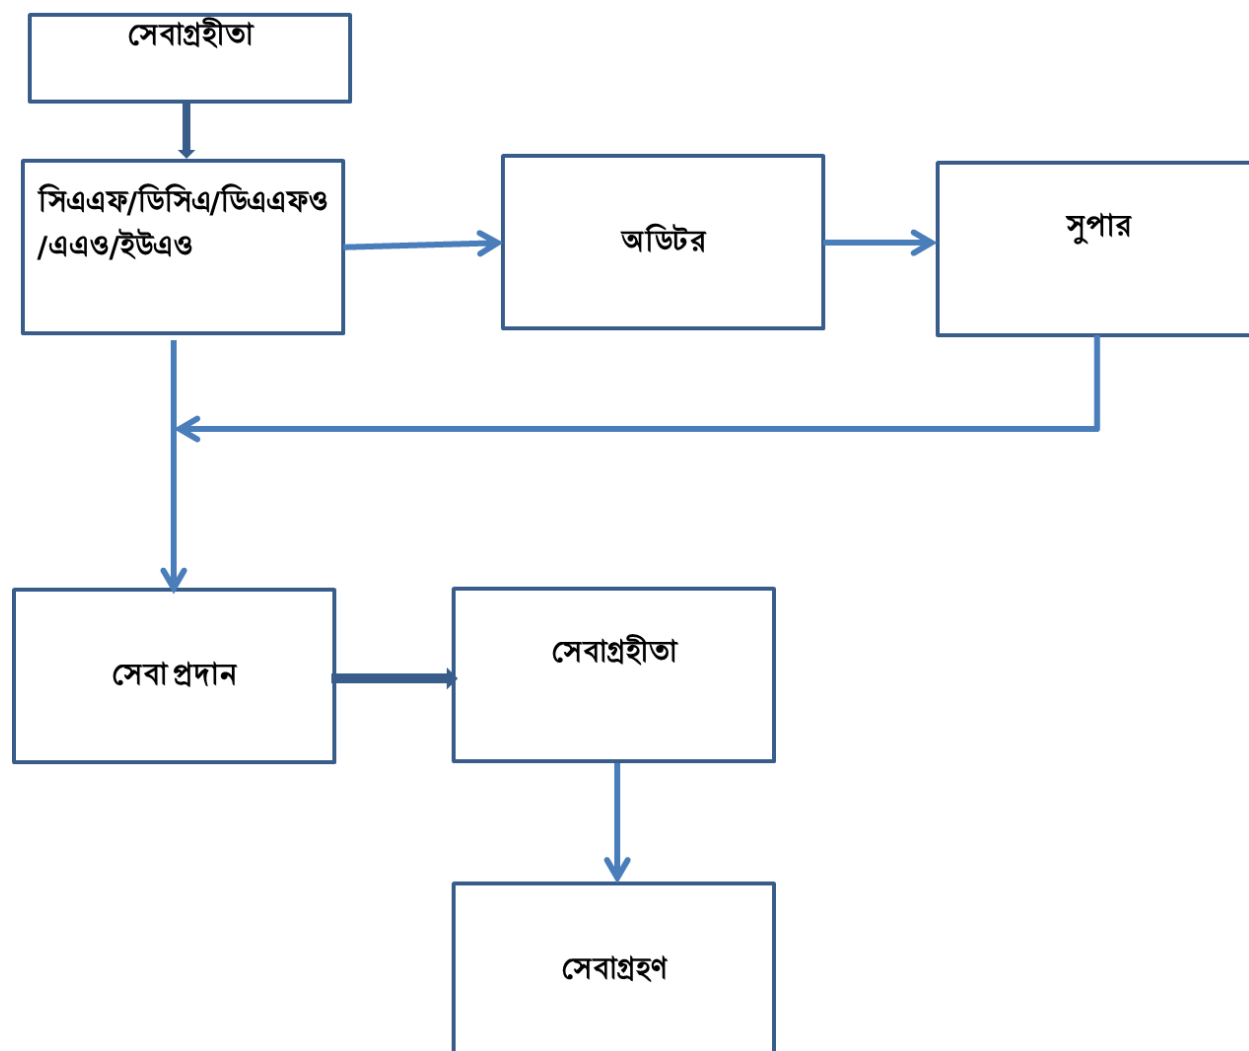 সেবাগ্রহীতা
সিএএফ/ডিসিএ/ডিএএফও
/এএও/ইউএও
অডিটর
সুপার
সেবা প্রদান
সেবাগ্রহীতা
সেবাগ্রহণ